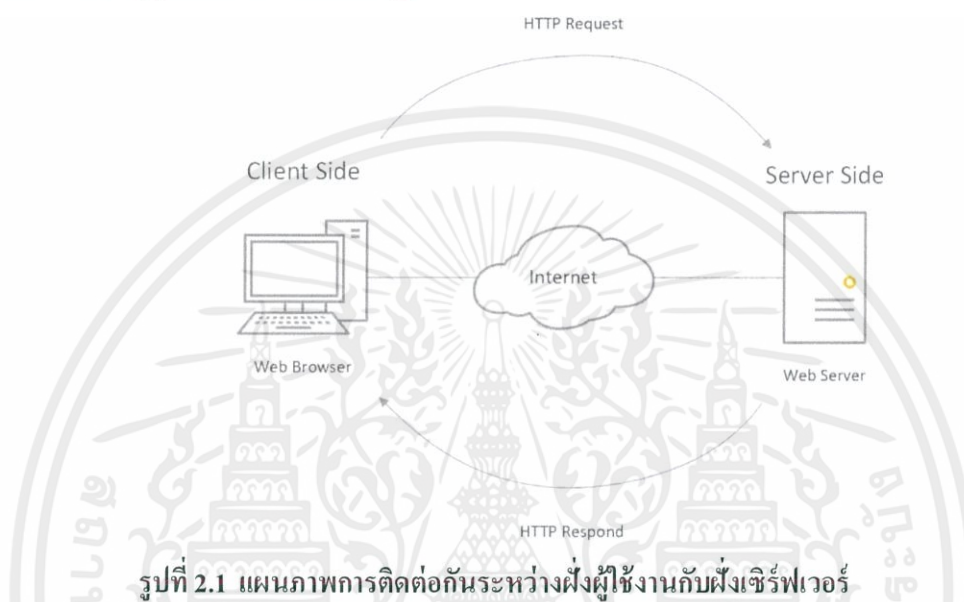 HTTP Request
Client Side
Server Side
Internet
Web Browser
Web Server
HTTP Respond
รูปที่ 2.1 แผนภาพการติดต่อกันระหว่างฝั่งผู้ใช้งานกับฝั่งเซิร์ฟเวอร์